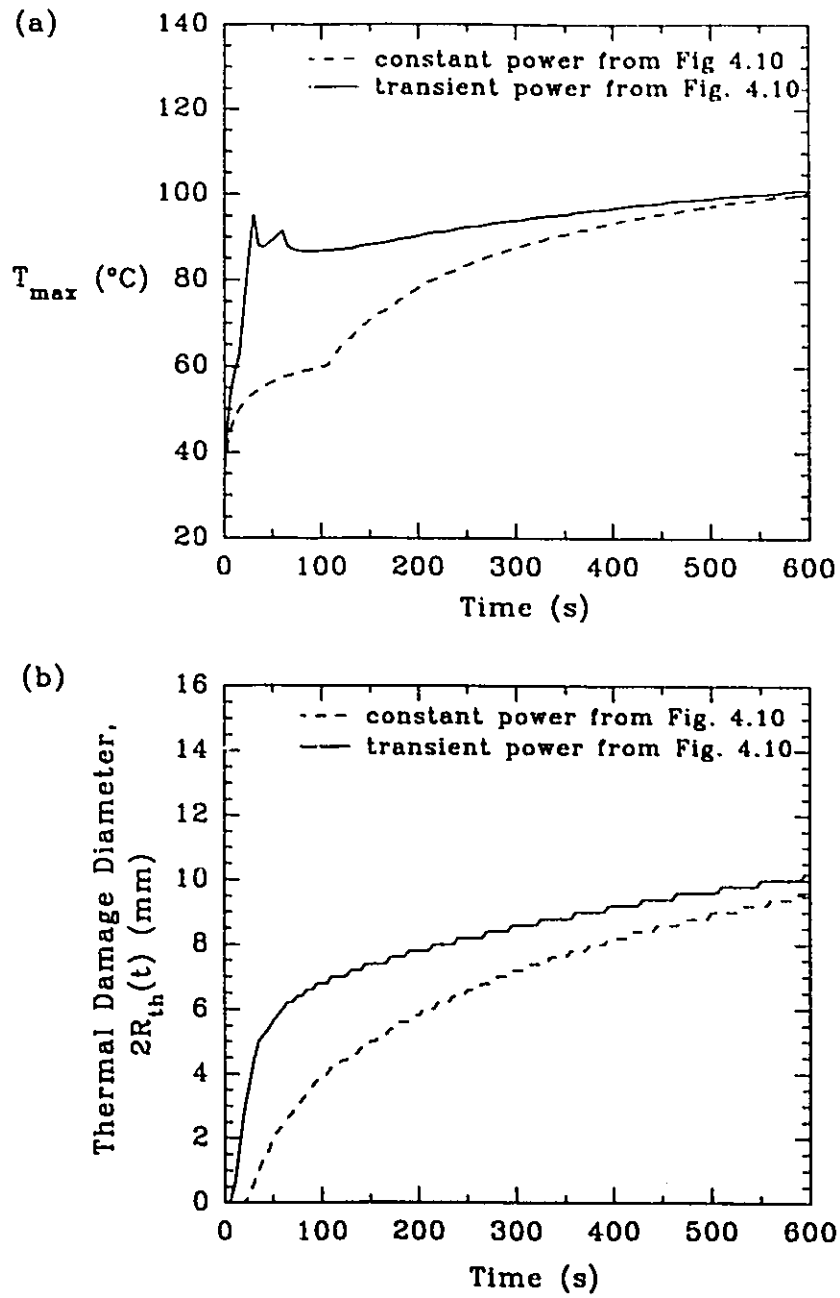 (a)
140
120
100
80
60
40
20
T_max (°C)
constant power from Fig 4.10
transient power from Fig. 4.10
0 100 200 300 400 500 600
Time (s)
(b)
16
14
12
10
8
6
4
2
0
Thermal Damage Diameter,
2R_th(t) (mm)
constant power from Fig. 4.10
transient power from Fig. 4.10
0 100 200 300 400 500 600
Time (s)